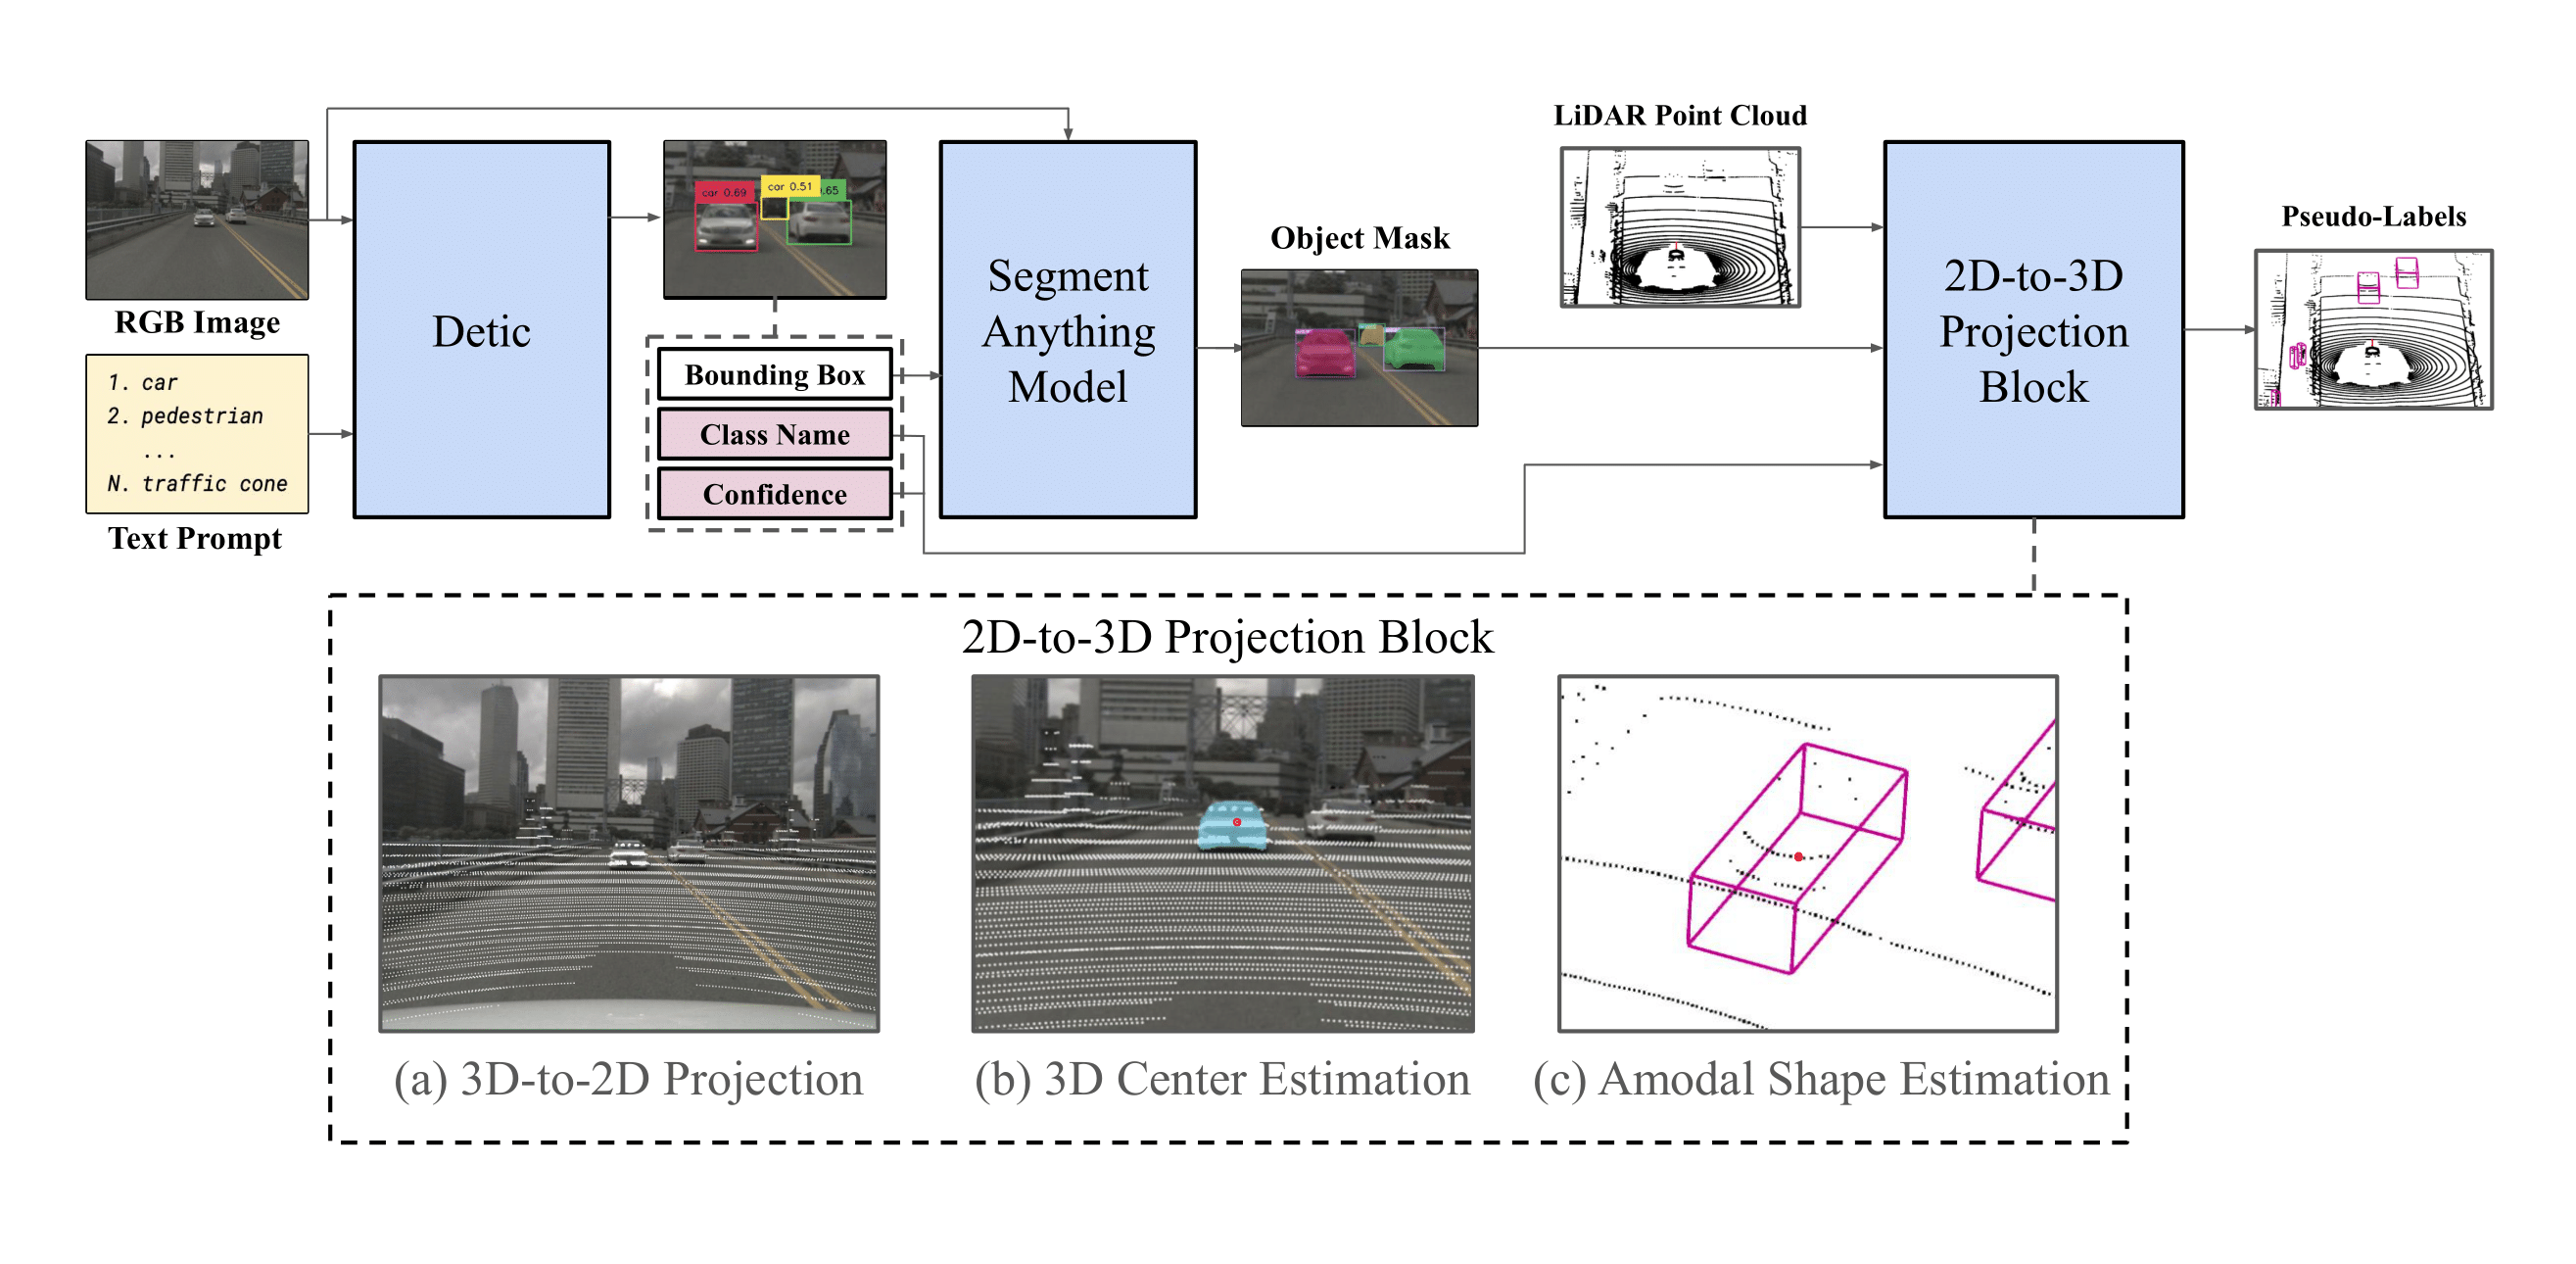 LiDAR Point Cloud
car 0.69
car 0.51
.65
Pseudo-Labels
Object Mask
Segment
Anything
Model
2D-to-3D
Projection
Block
Detic
RGB Image
1. car
2. pedestrian
...
N. traffic cone
Text Prompt
Bounding Box
Class Name
Confidence
2D-to-3D Projection Block
(a) 3D-to-2D Projection
(b) 3D Center Estimation
(c) Amodal Shape Estimation